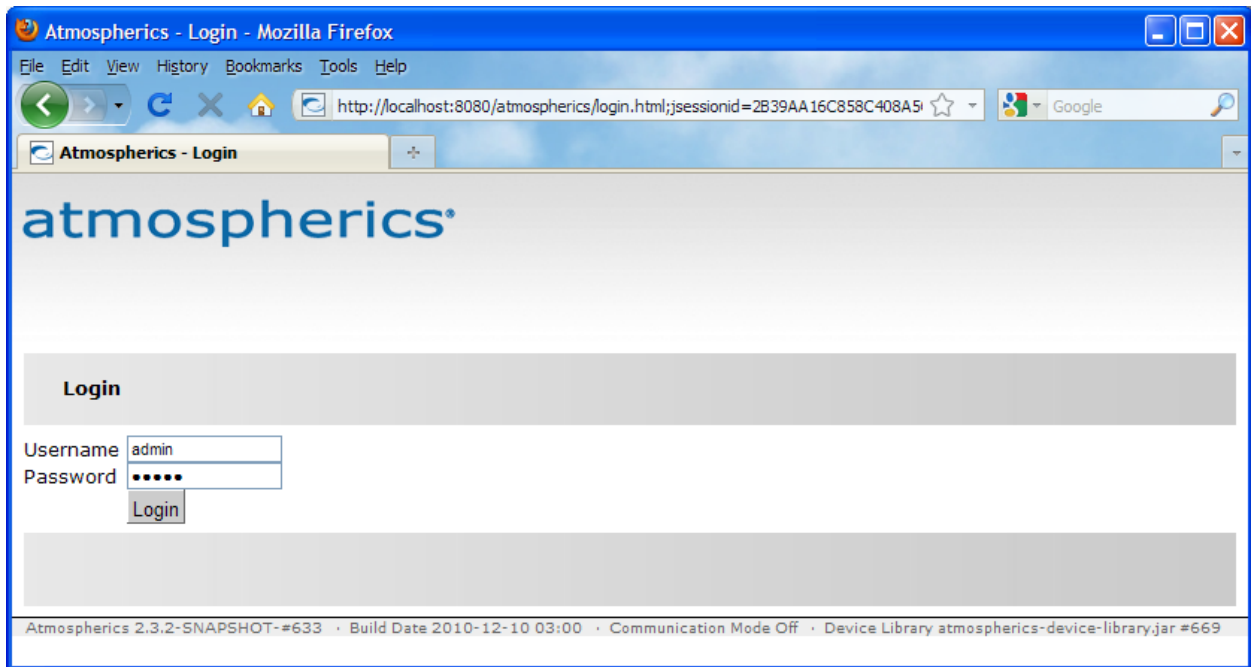 Atmospherics - Login - Mozilla Firefox
File Edit View History Bookmarks Tools Help
http://localhost:8080/atmospherics/login.html;jsessionid=2B39AA16C858C408A5 Google
Atmospherics - Login
atmospherics®
Login
Username admin
Password •••••
Login
Atmospherics 2.3.2-SNAPSHOT-#633 · Build Date 2010-12-10 03:00 · Communication Mode Off · Device Library atmospherics-device-library.jar #669